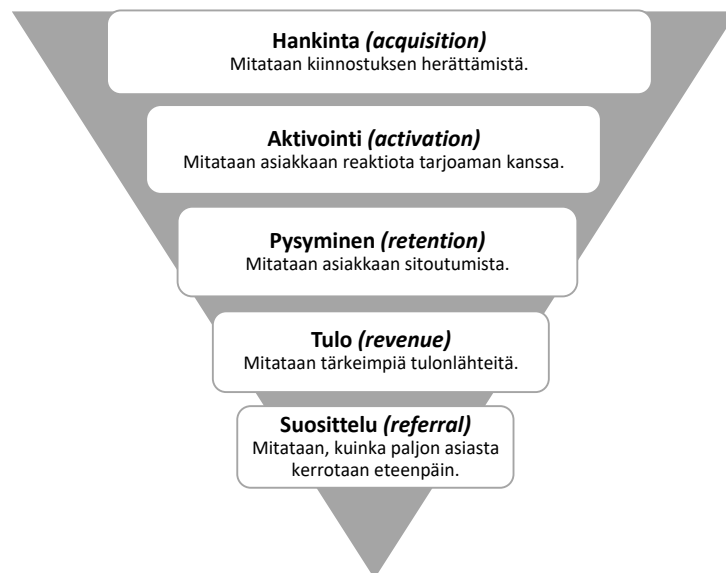 Hankinta (acquisition)
Mitataan kiinnostuksen herättämistä.
Aktivointi (activation)
Mitataan asiakkaan reaktiota tarjoaman kanssa.
Pysyminen (retention)
Mitataan asiakkaan sitoutumista.
Tulo (revenue)
Mitataan tärkeimpiä tulonlähteitä.
Suosittelu (referral)
Mitataan, kuinka paljon asiasta
kerrotaan eteenpäin.